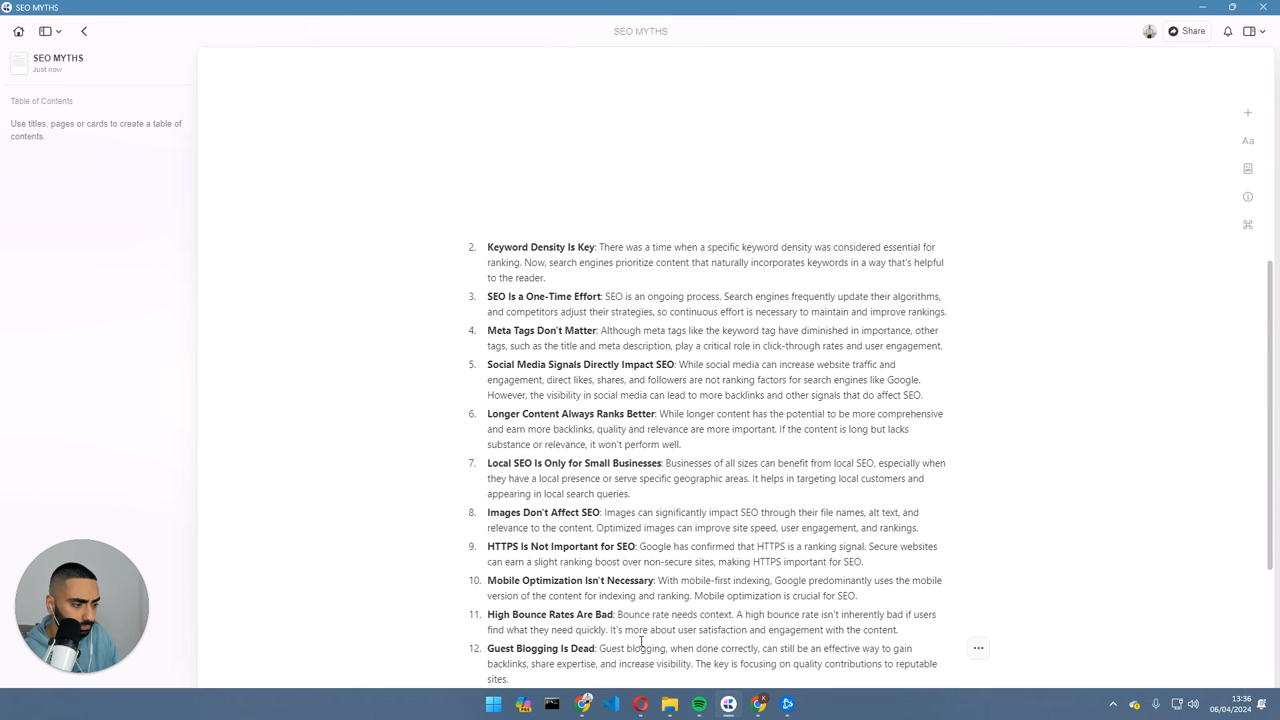 SEO MYTHS
SEO MYTHS
Share
SEO MYTHS
Just now
Table of Contents
Use titles, pages or cards to create a table of
contents.
Aa
2. Keyword Density Is Key: There was a time when a specific keyword density was considered essential for
ranking. Now, search engines prioritize content that naturally incorporates keywords in a way that's helpful
to the reader.
3. SEO Is a One-Time Effort: SEO is an ongoing process. Search engines frequently update their algorithms,
and competitors adjust their strategies, so continuous effort is necessary to maintain and improve rankings.
4. Meta Tags Don't Matter: Although meta tags like the keyword tag have diminished in importance, other
tags, such as the title and meta description, play a critical role in click-through rates and user engagement.
5. Social Media Signals Directly Impact SEO: While social media can increase website traffic and
engagement, direct likes, shares, and followers are not ranking factors for search engines like Google.
However, the visibility in social media can lead to more backlinks and other signals that do affect SEO.
6. Longer Content Always Ranks Better: While longer content has the potential to be more comprehensive
and earn more backlinks, quality and relevance are more important. If the content is long but lacks
substance or relevance, it won't perform well.
7. Local SEO Is Only for Small Businesses: Businesses of all sizes can benefit from local SEO, especially when
they have a local presence or serve specific geographic areas. It helps in targeting local customers and
appearing in local search queries.
8. Images Don't Affect SEO: Images can significantly impact SEO through their file names, alt text, and
relevance to the content. Optimized images can improve site speed, user engagement, and rankings.
9. HTTPS Is Not Important for SEO: Google has confirmed that HTTPS is a ranking signal. Secure websites
can earn a slight ranking boost over non-secure sites, making HTTPS important for SEO.
10. Mobile Optimization Isn't Necessary: With mobile-first indexing, Google predominantly uses the mobile
version of the content for indexing and ranking. Mobile optimization is crucial for SEO.
11. High Bounce Rates Are Bad: Bounce rate needs context. A high bounce rate isn't inherently bad if users
find what they need quickly. It's more about user satisfaction and engagement with the content.
12. Guest Blogging Is Dead: Guest blogging, when done correctly, can still be an effective way to gain
backlinks, share expertise, and increase visibility. The key is focusing on quality contributions to reputable
sites.
13:36
06/04/2024